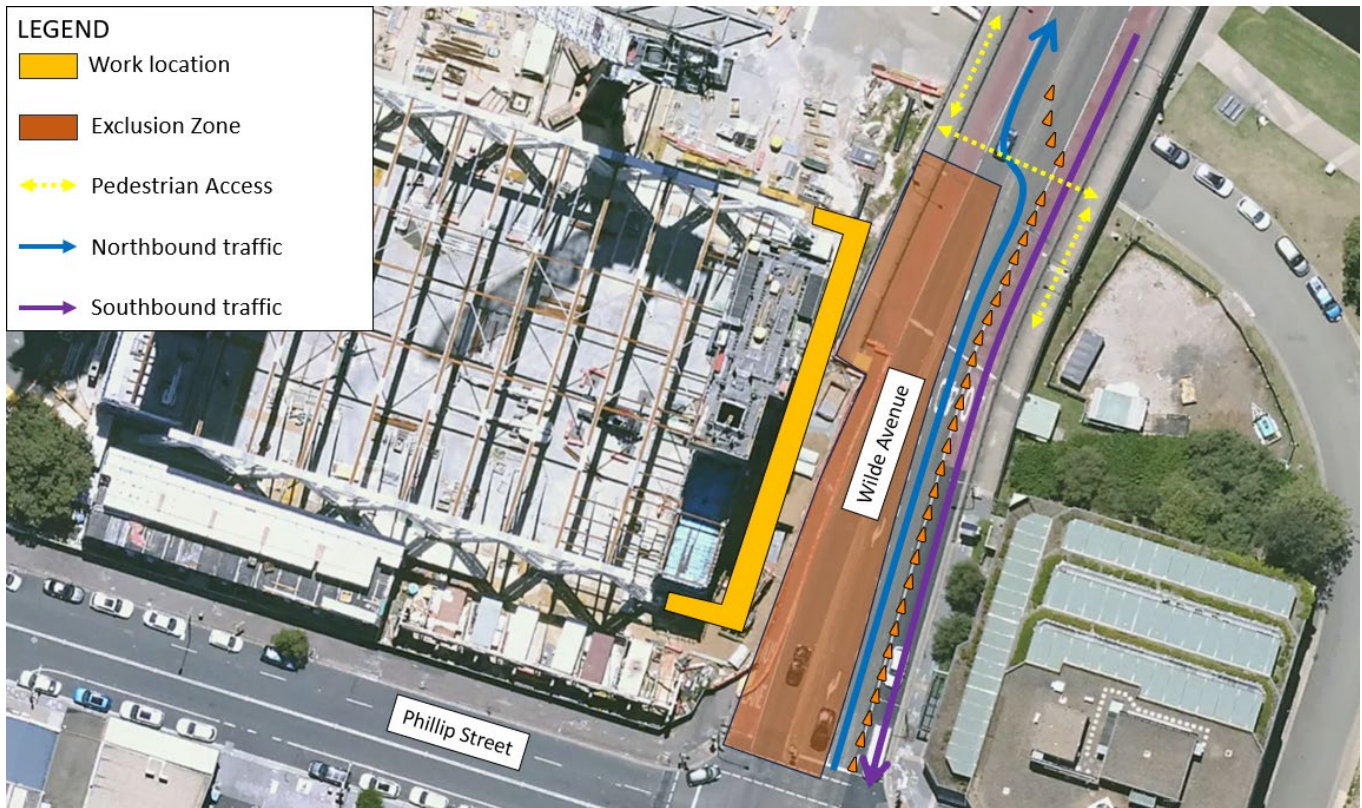 LEGEND
Work location
Exclusion Zone
Pedestrian Access
Northbound traffic
Southbound traffic
Wilde Avenue
Phillip Street